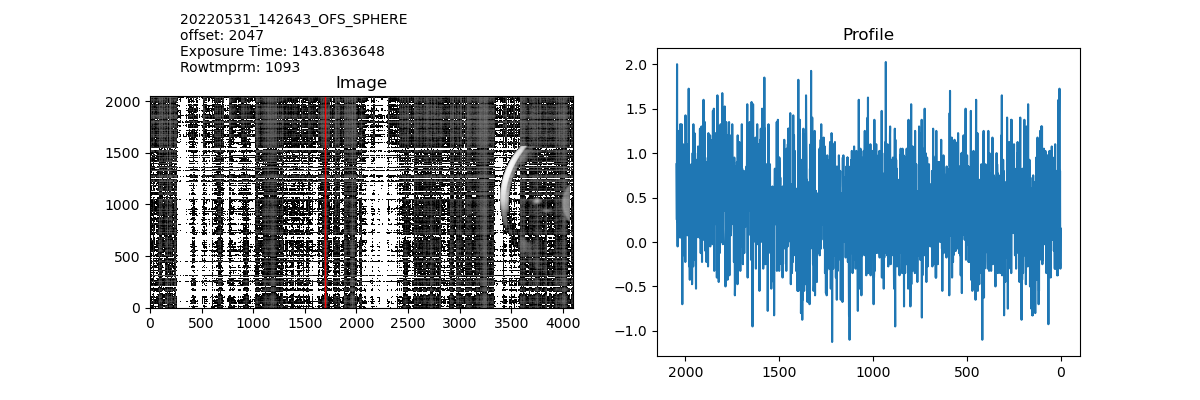 20220531_142643_OFS_SPHERE
offset: 2047
Exposure Time: 143.8363648
Rowtmprm: 1093
Image
Profile
2000
1500
1000
500
0
0 500 1000 1500 2000 2500 3000 3500 4000
2.0
1.5
1.0
0.5
0.0
−0.5
−1.0
2000 1500 1000 500 0